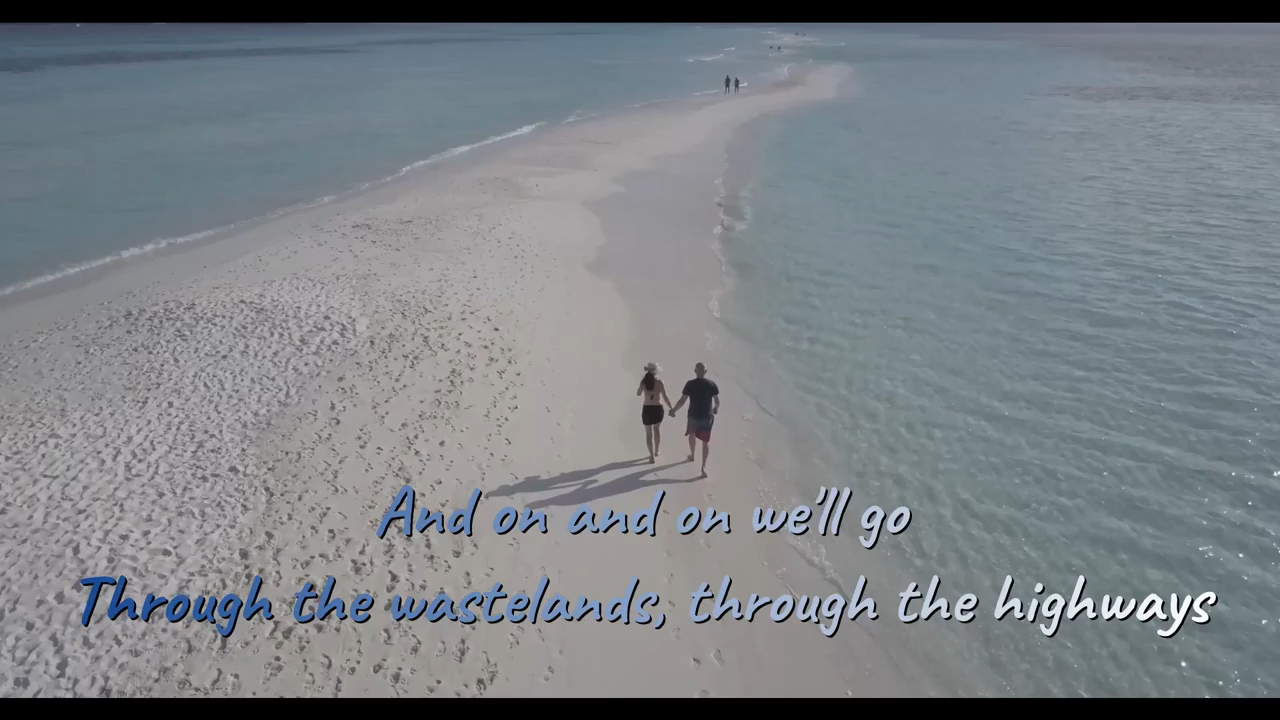 And on and on we'll go
Through the wastelands, through the highways